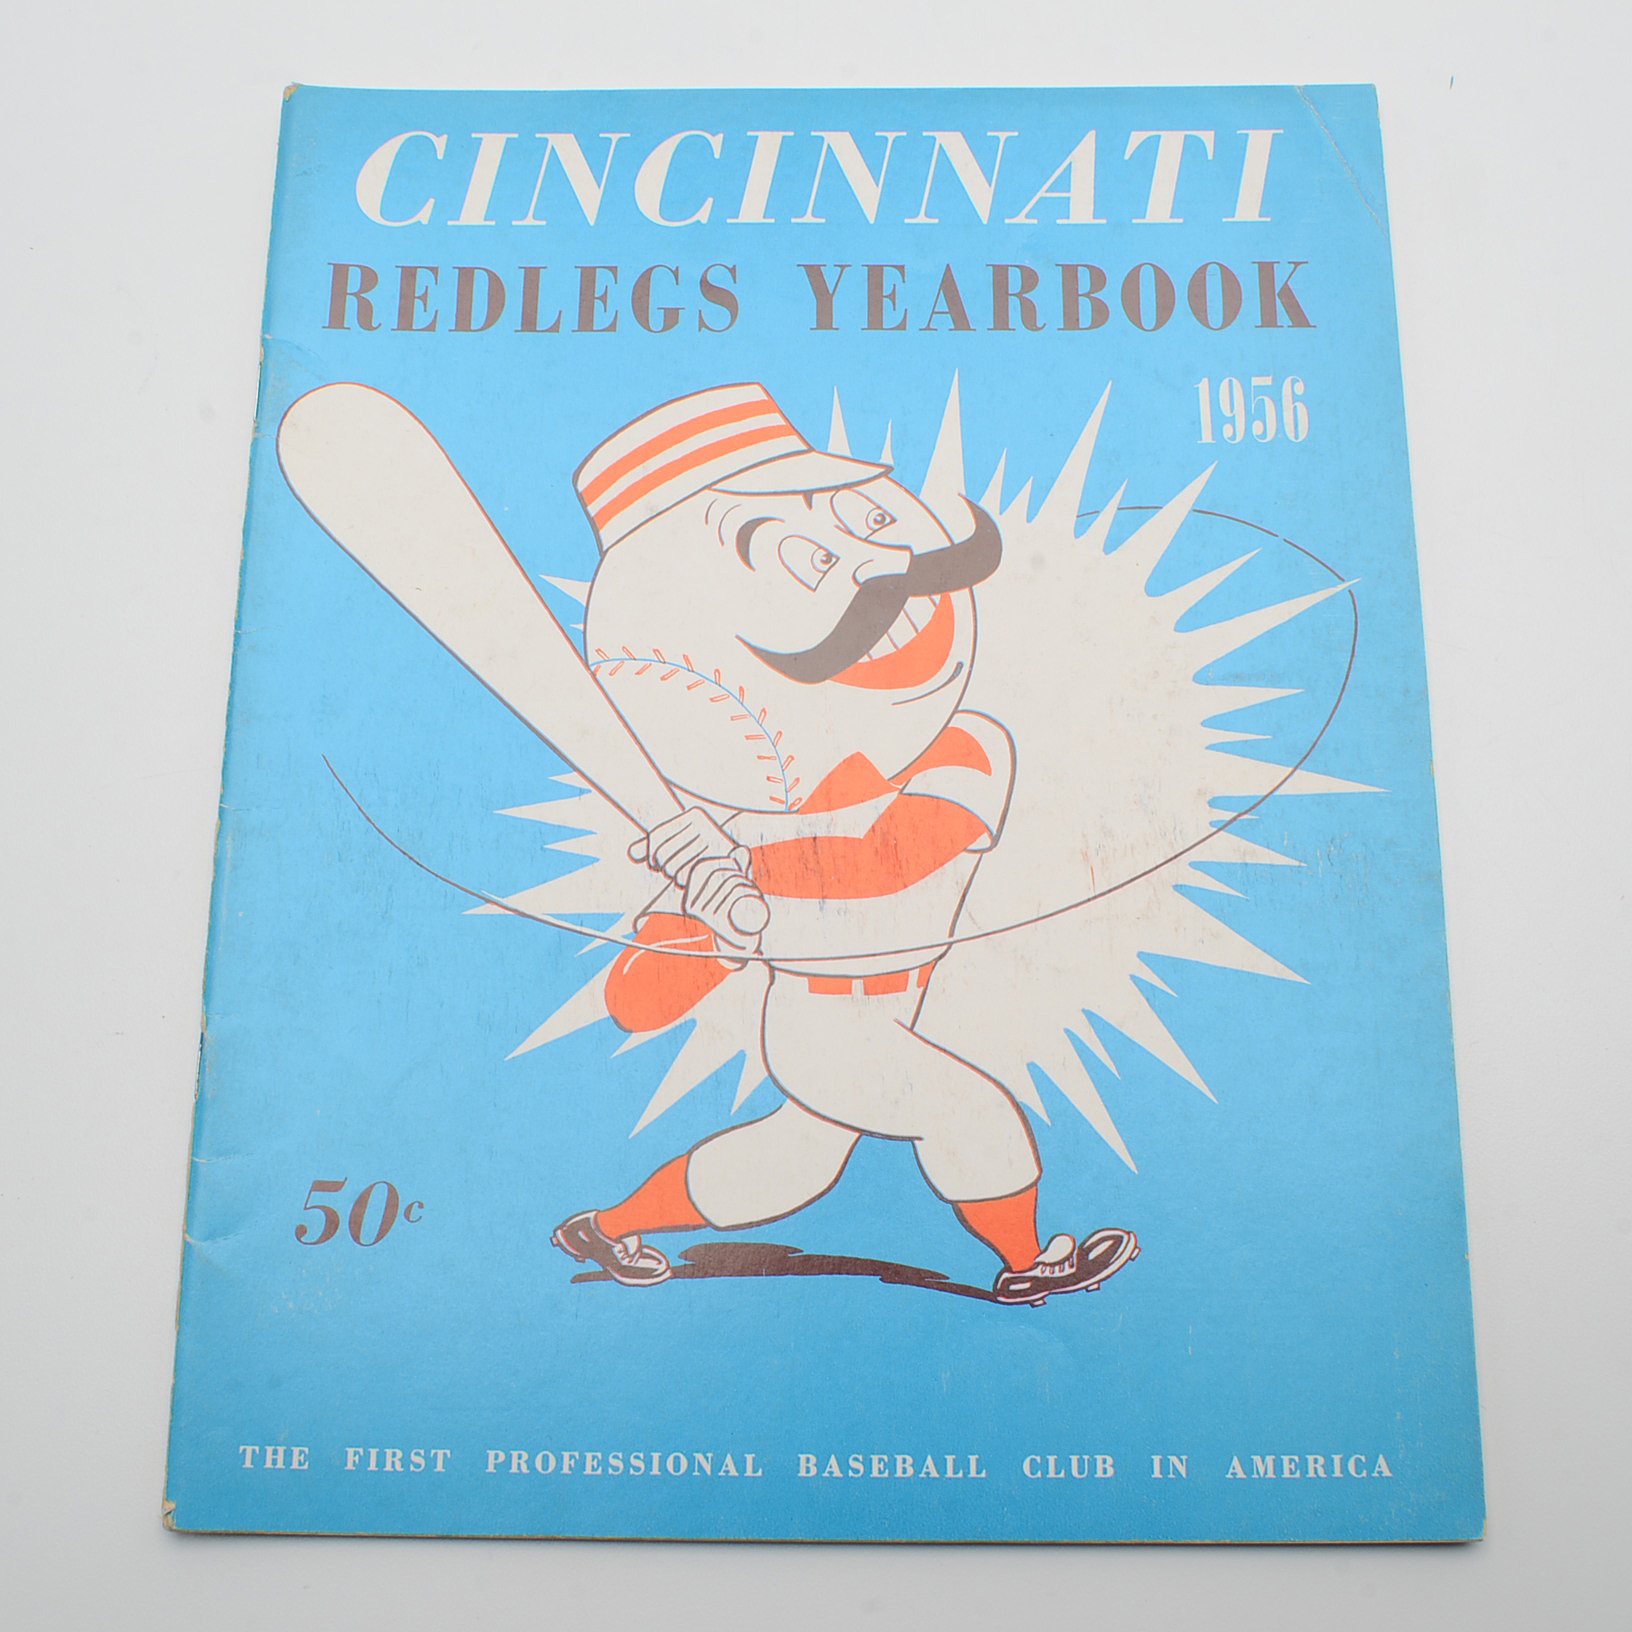 CINCINNATI
REDLEGS YEARBOOK
1956
50c
THE FIRST PROFESSIONAL BASEBALL CLUB IN AMERICA